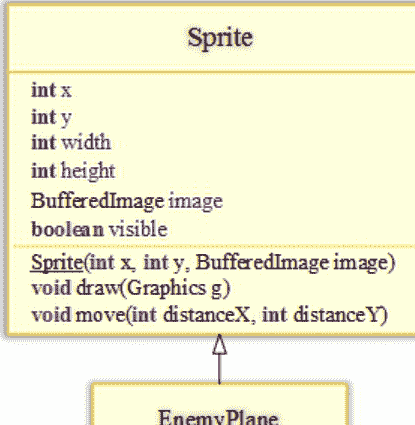 Sprite
int x
int y
int width
int height
BufferedImage image
boolean visible
Sprite(int x, int y, BufferedImage image)
void draw(Graphics g)
void move(int distanceX, int distanceY)
EnemyPlane